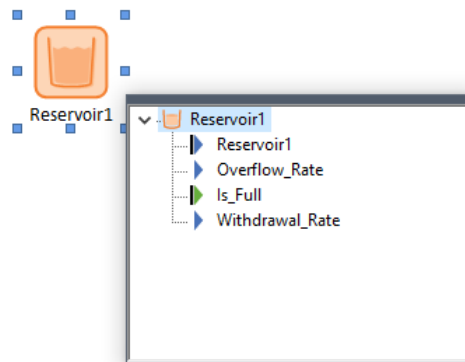 Reservoir1
Reservoir1
Reservoir1
Overflow_Rate
Is_Full
Withdrawal_Rate